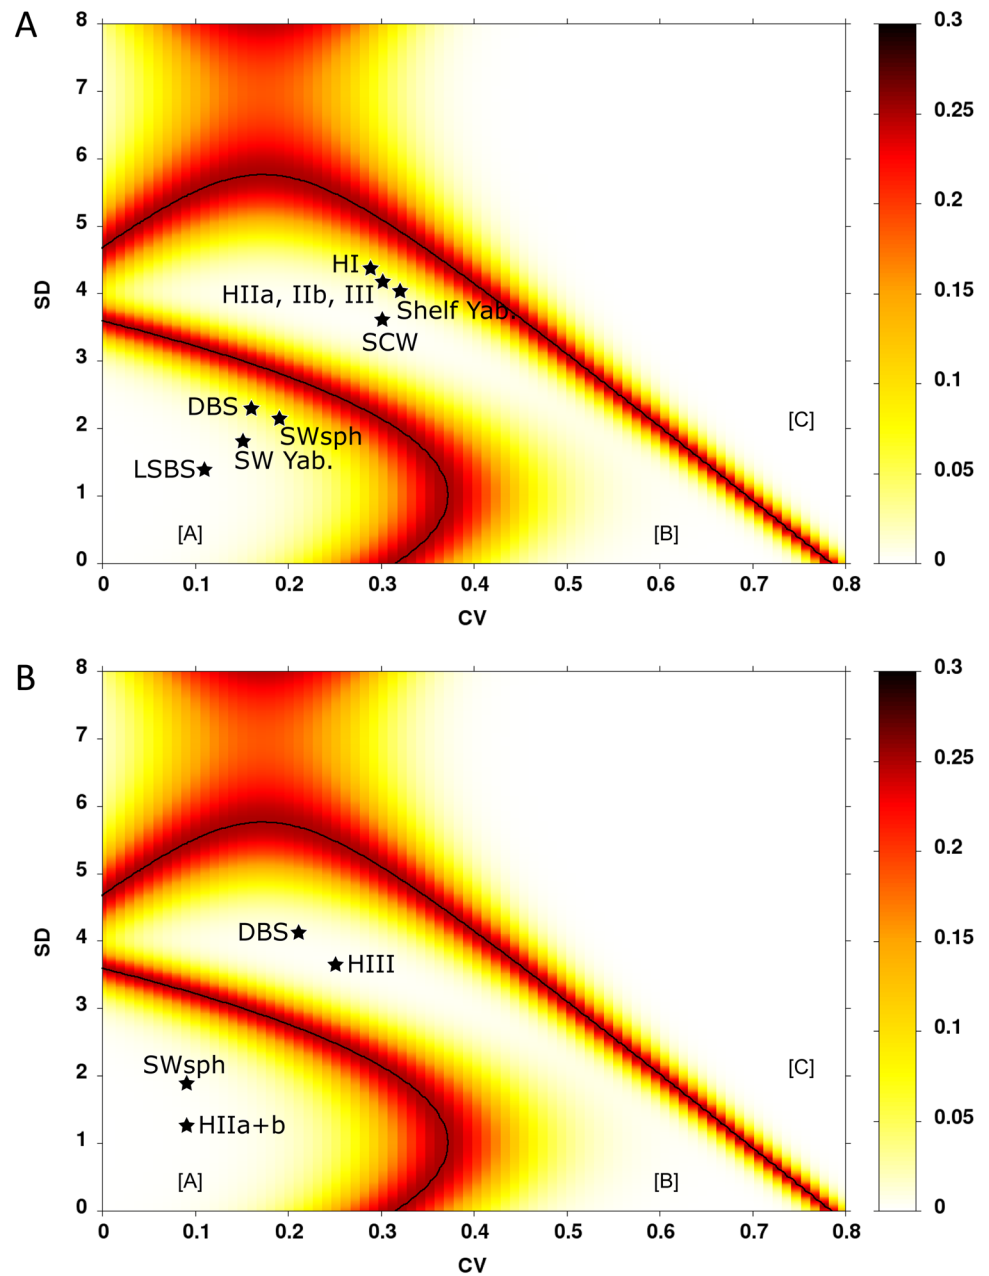 A
8
7
6
5
4
3
2
1
0
SD
HI
HIIa, IIb, III
Shelf Yab.
SCW
DBS
SWsph
SW Yab.
LSBS
[A]
[B]
[C]
0 0.1 0.2 0.3 0.4 0.5 0.6 0.7 0.8
CV
0.3
0.25
0.2
0.15
0.1
0.05
0
B
8
7
6
5
4
3
2
1
0
SD
DBS
HIII
SWsph
HIIa+b
[A]
[B]
[C]
0 0.1 0.2 0.3 0.4 0.5 0.6 0.7 0.8
CV
0.3
0.25
0.2
0.15
0.1
0.05
0